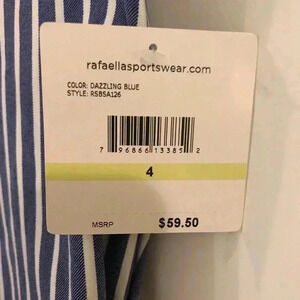 rafaellasportswear.com
COLOR: DAZZLING BLUE
STYLE: RSBSA126
7 96866 13385 2
4
MSRP $59.50